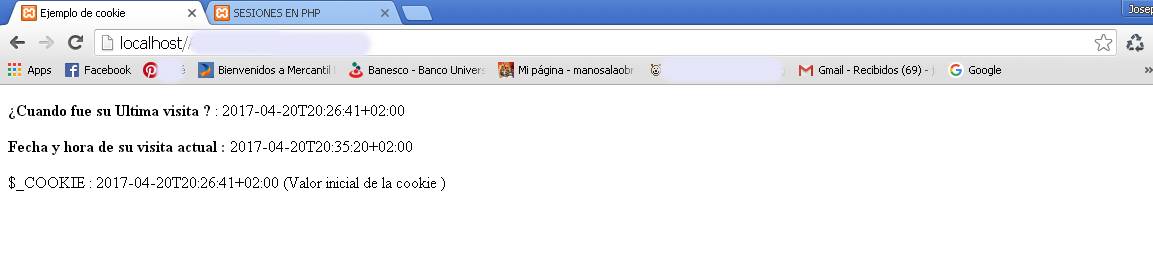 Ejemplo de cookie
SESIONES EN PHP
Josep
localhost/
Apps
Facebook
Bienvenidos a Mercantil
Banesco - Banco Univers
Mi página - manosalaobr
Gmail - Recibidos (69) -
Google
»
¿Cuando fue su Ultima visita ? : 2017-04-20T20:26:41+02:00
Fecha y hora de su visita actual : 2017-04-20T20:35:20+02:00
$_COOKIE : 2017-04-20T20:26:41+02:00 (Valor inicial de la cookie )